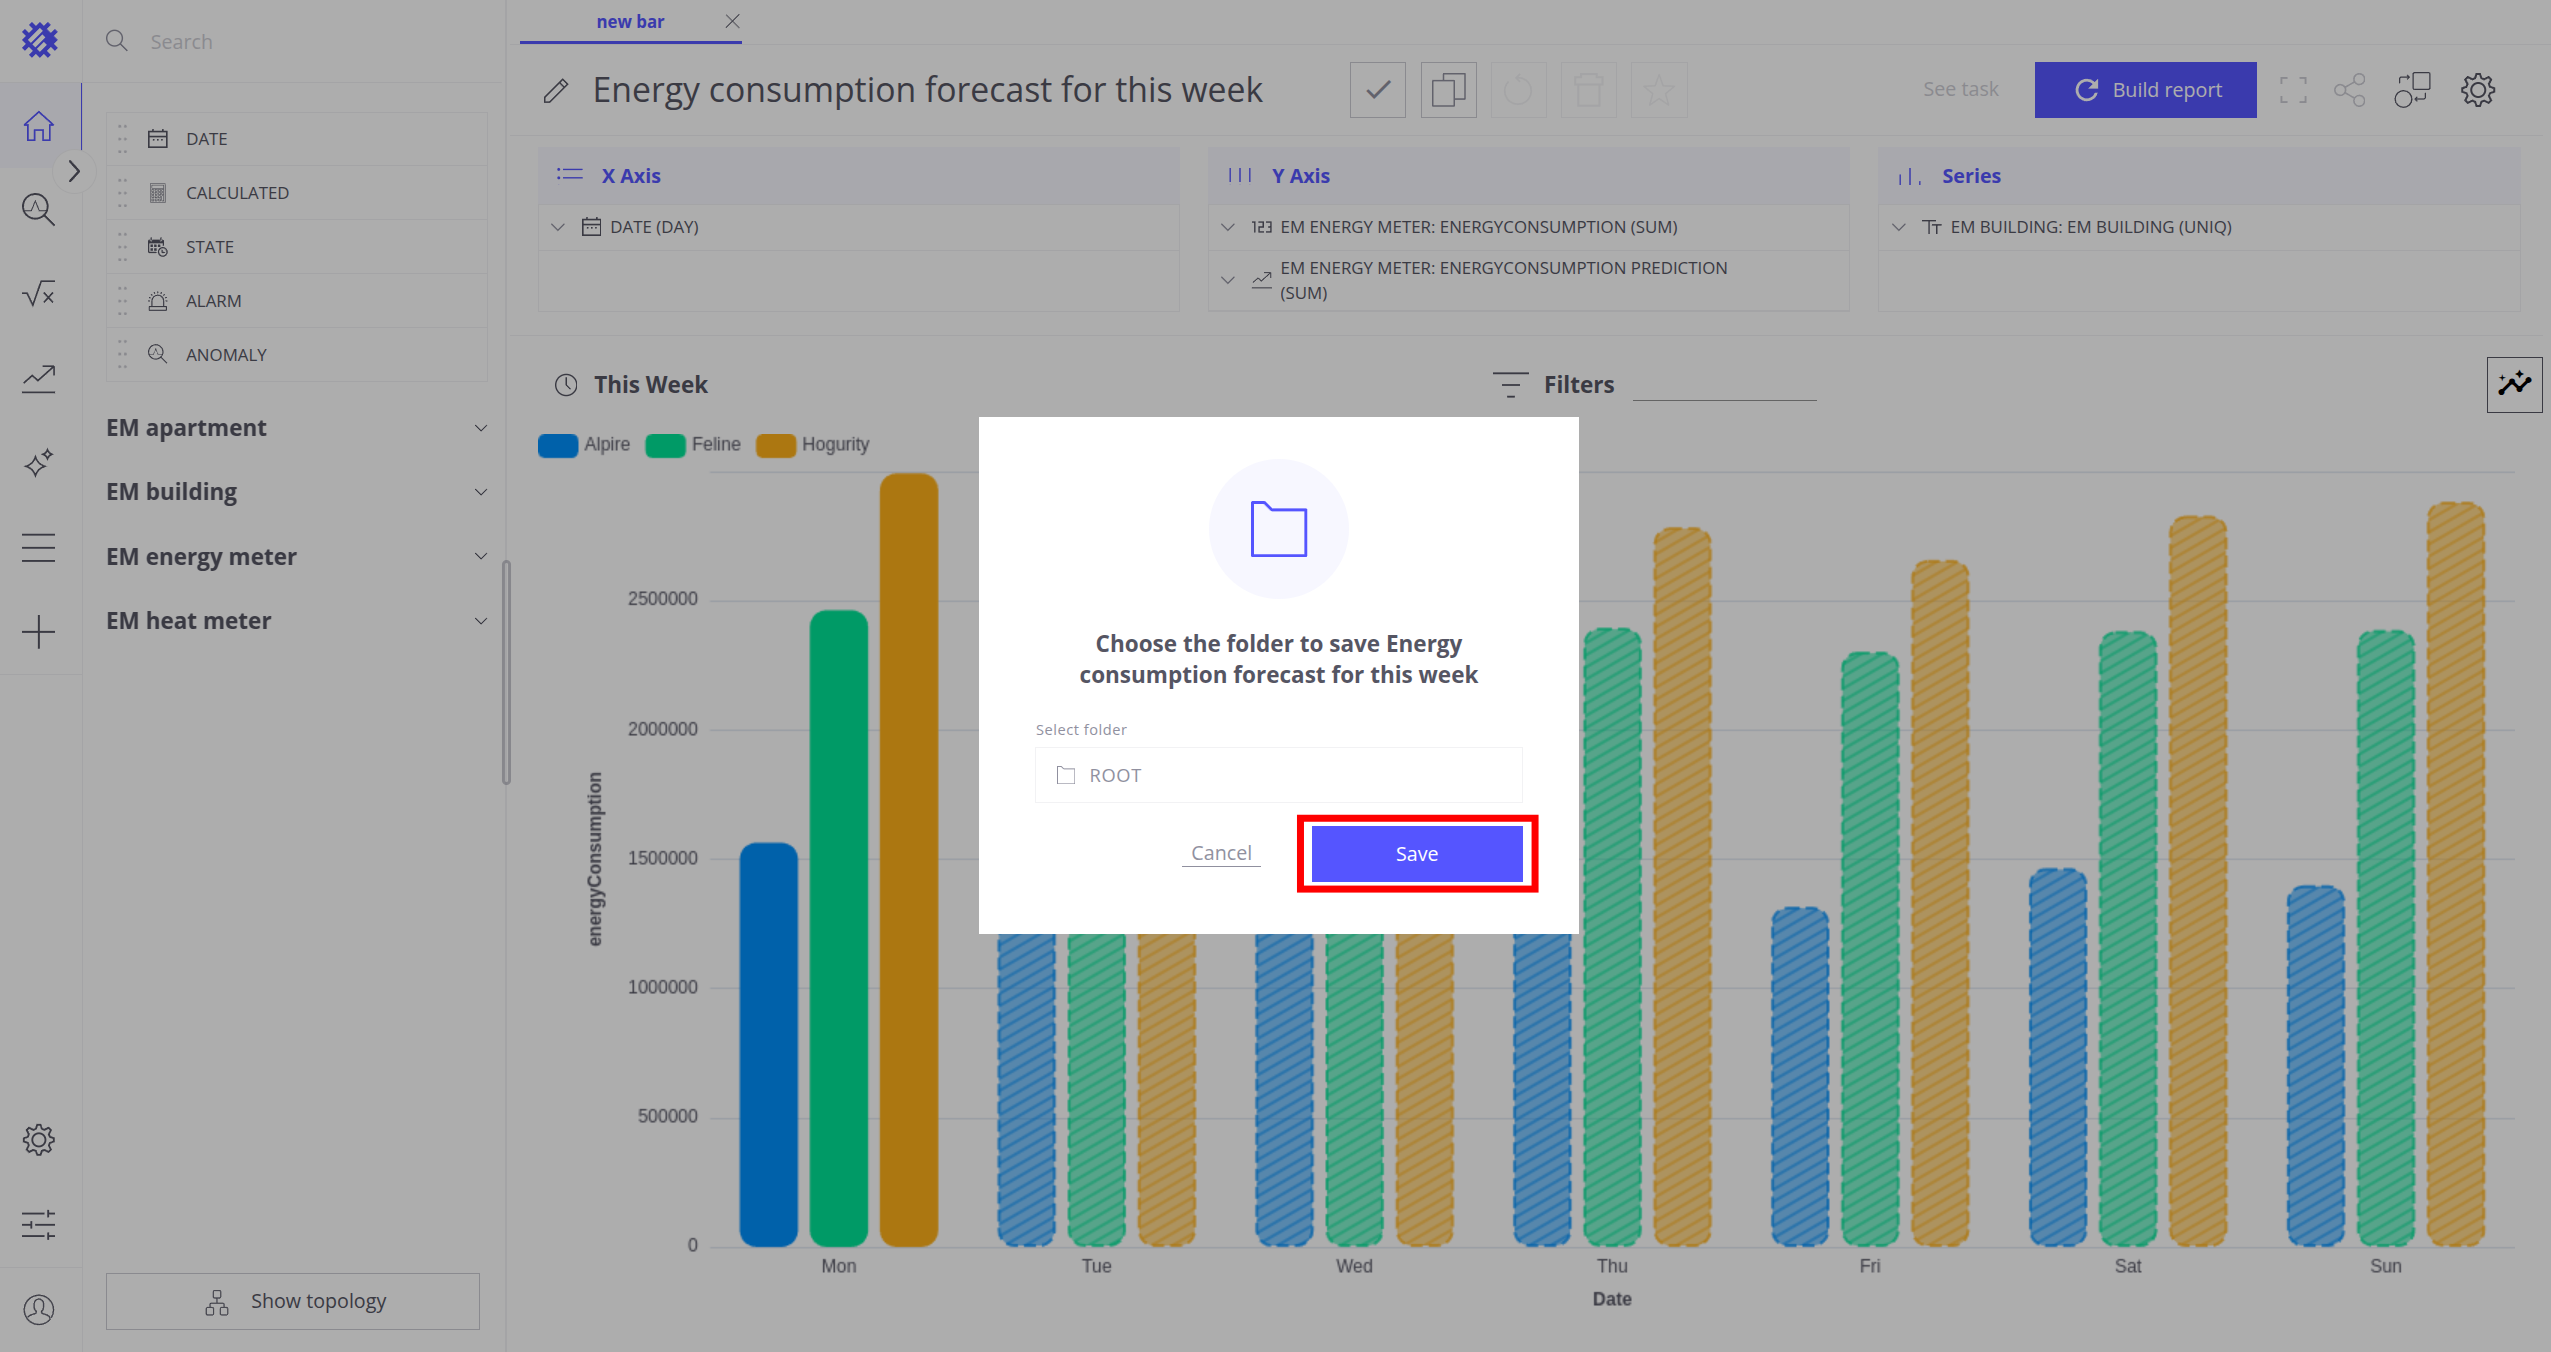 new bar
Search
Energy consumption forecast for this week
See task
Build report
DATE
CALCULATED
STATE
ALARM
ANOMALY
EM apartment
EM building
EM energy meter
EM heat meter
Show topology
X Axis
DATE (DAY)
Y Axis
123 EM ENERGY METER: ENERGYCONSUMPTION (SUM)
EM ENERGY METER: ENERGYCONSUMPTION PREDICTION
(SUM)
Series
Tт EM BUILDING: EM BUILDING (UNIQ)
This Week
Filters
Alpire
Feline
Hogurity
2500000
2000000
1500000
1000000
500000
0
energyConsumption
Mon
Tue
Wed
Thu
Fri
Sat
Sun
Date
Choose the folder to save Energy
consumption forecast for this week
Select folder
ROOT
Cancel
Save